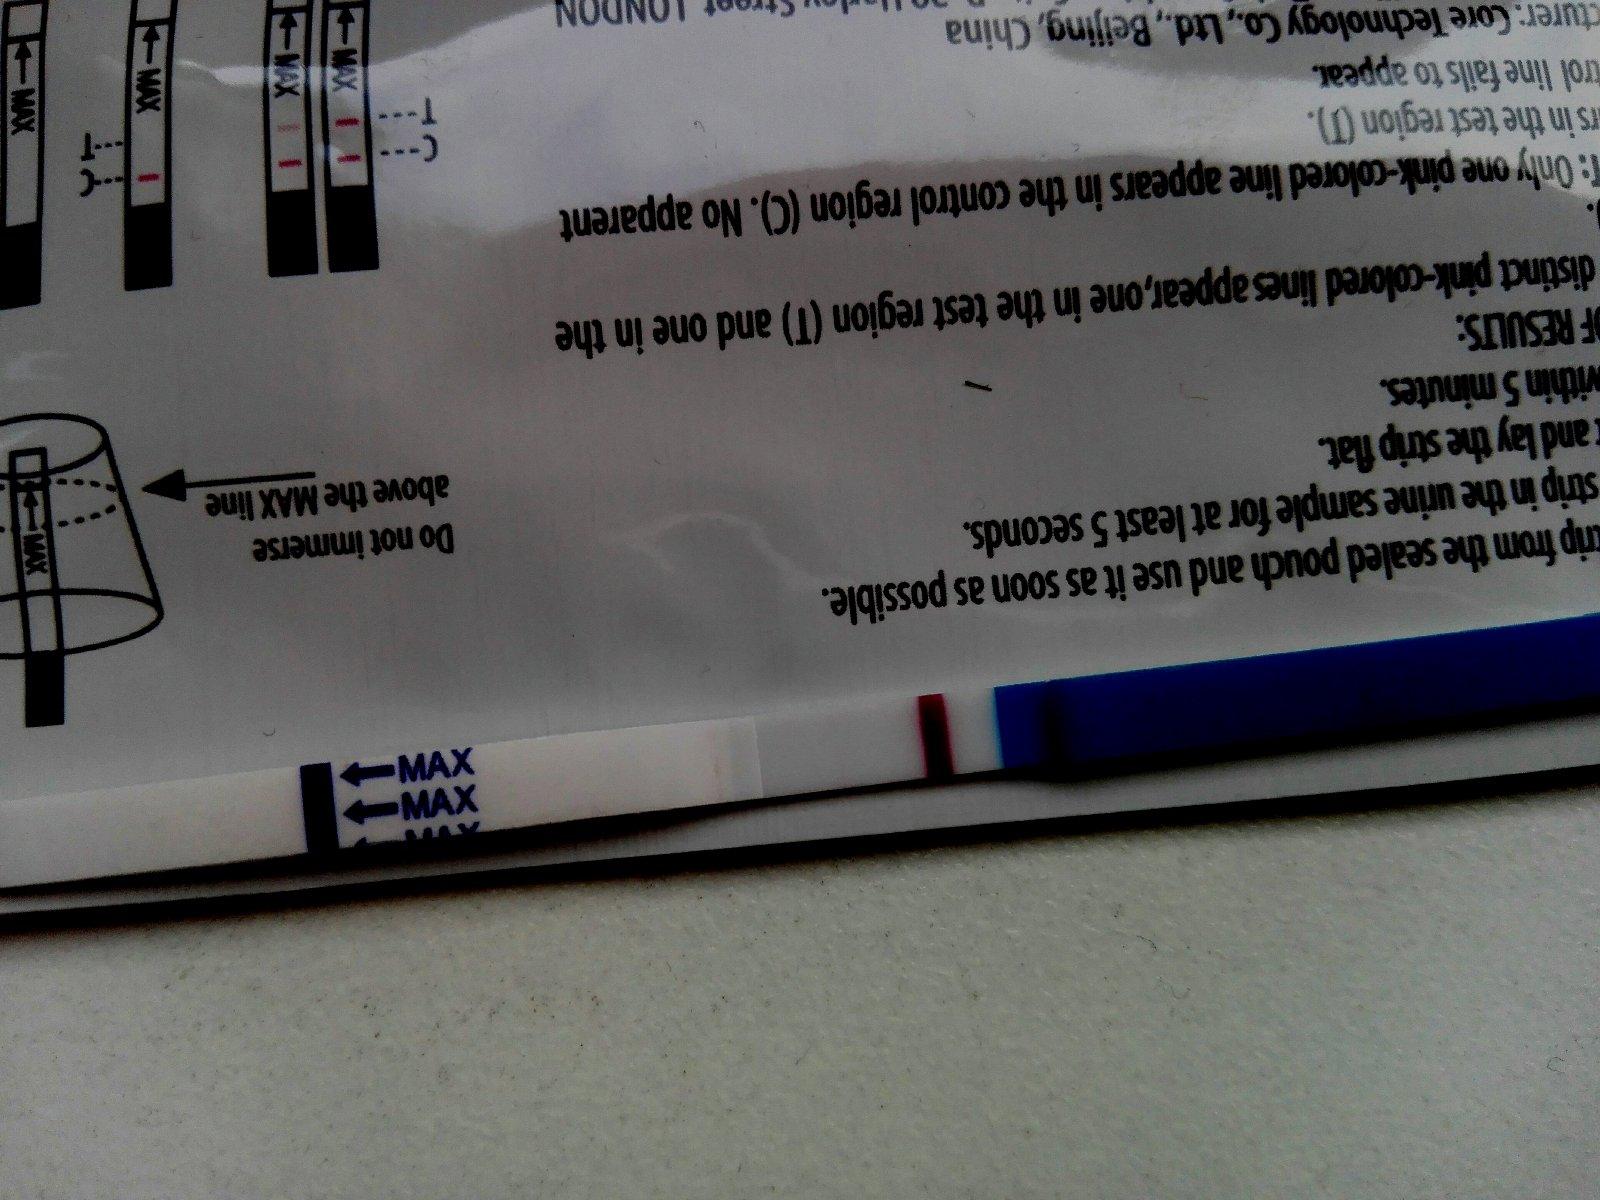 trip from the sealed pouch and use it as soon as possible.
strip in the urine sample for at least 5 seconds.
and lay the strip flat.
within 5 minutes.
OF RESULTS:
distinct pink-colored lines appear,one in the test region (T) and one in the
T: Only one pink-colored line appears in the control region (C). No apparent
rs in the test region (T).
trol line fails to appear.
cturer: Core Technology Co., Ltd., Beijing, China
Harley Street LONDON
Do not immerse
above the MAX line
MAX
C
T
MAX
MAX
C
T
MAX
MAX
MAX
MAX
MAX